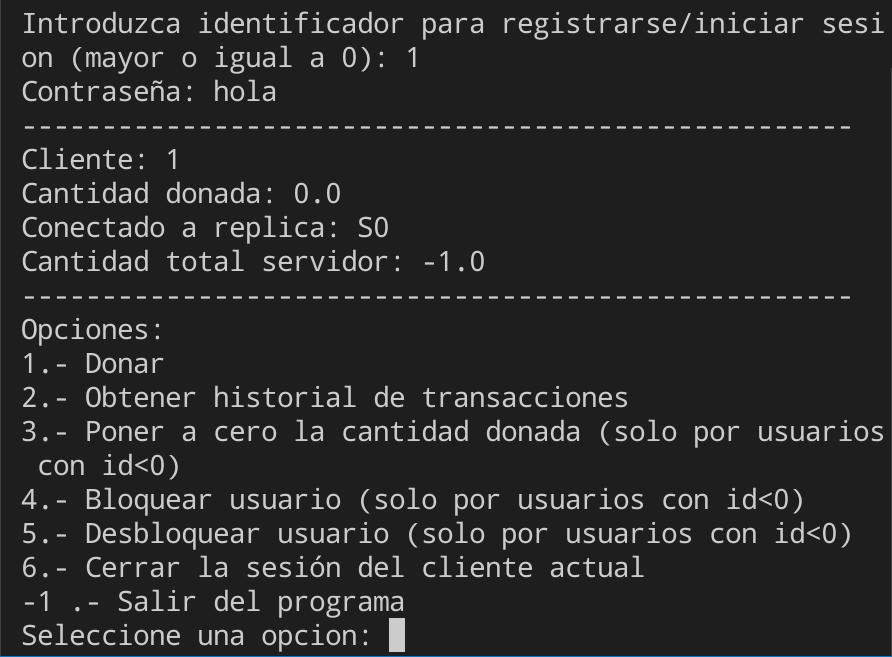 Introduzca identificador para registrarse/iniciar sesi
on (mayor o igual a 0): 1
Contraseña: hola
----------------------------------------------------
Cliente: 1
Cantidad donada: 0.0
Conectado a replica: S0
Cantidad total servidor: -1.0
----------------------------------------------------
Opciones:
1.- Donar
2.- Obtener historial de transacciones
3.- Poner a cero la cantidad donada (solo por usuarios
 con id<0)
4.- Bloquear usuario (solo por usuarios con id<0)
5.- Desbloquear usuario (solo por usuarios con id<0)
6.- Cerrar la sesión del cliente actual
-1 .- Salir del programa
Seleccione una opcion: